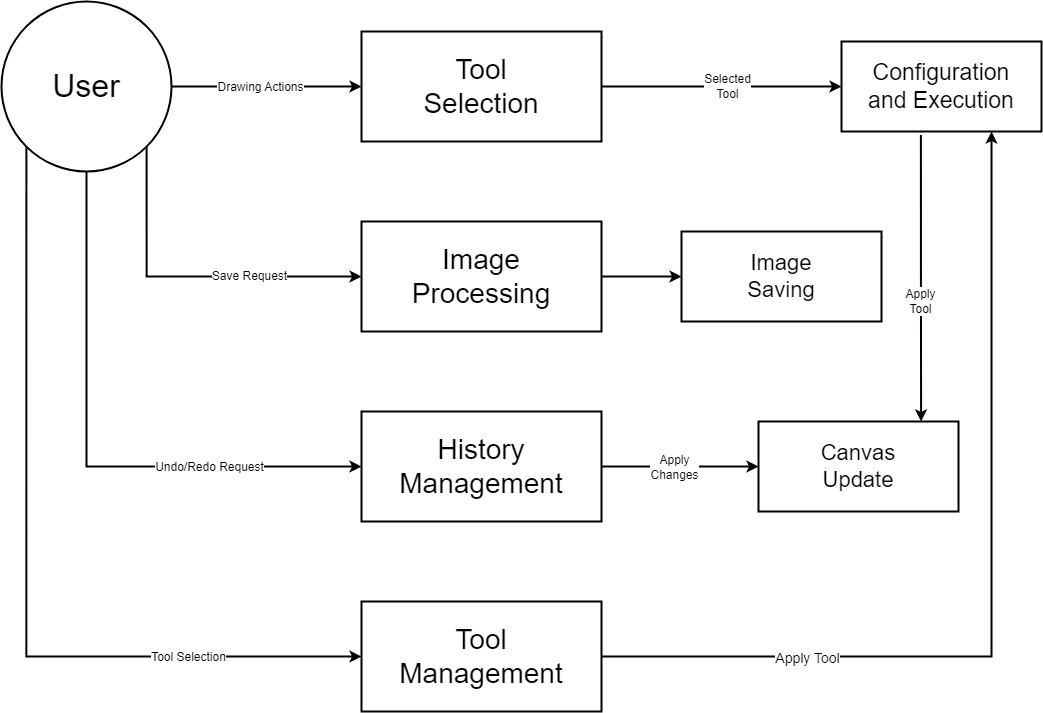 User
Drawing Actions
Tool
Selection
Selected
Tool
Configuration
and Execution
Save Request
Image
Processing
Image
Saving
Apply
Tool
Undo/Redo Request
History
Management
Apply
Changes
Canvas
Update
Tool Selection
Tool
Management
Apply Tool